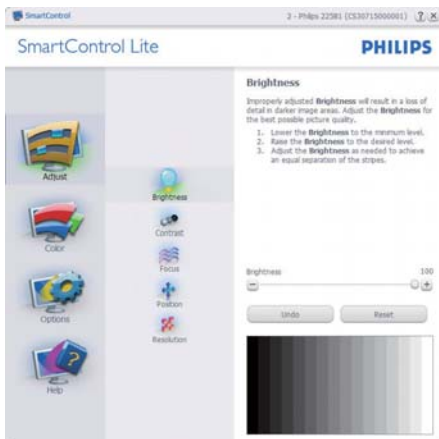 SmartControl
2 - Philips 225B1 (CS30715000001)
SmartControl Lite
PHILIPS
Adjust
Color
Options
Help
Brightness
Contrast
Focus
Position
Resolution
Brightness
Improperly adjusted Brightness will result in a loss of
detail in darker image areas. Adjust the Brightness for
the best possible picture quality.
1. Lower the Brightness to the minimum level.
2. Raise the Brightness to the desired level.
3. Adjust the Brightness as needed to achieve
an equal separation of the stripes.
Brightness 100
Undo Reset